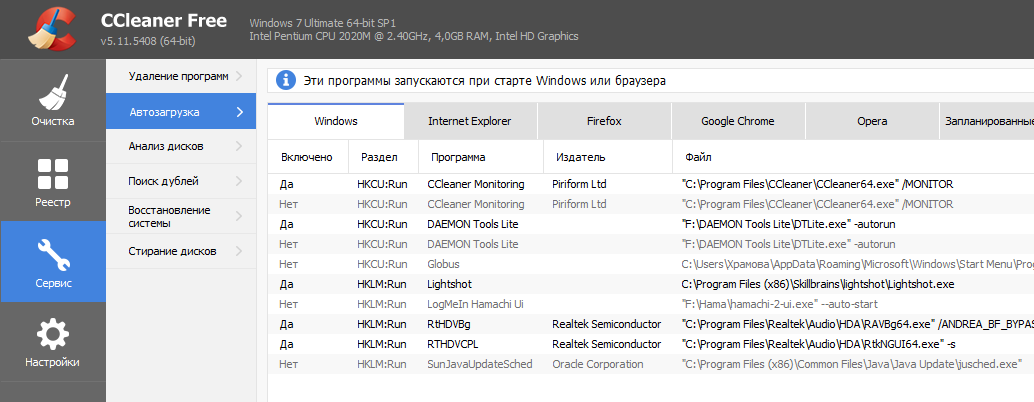 CCleaner Free
v5.11.5408 (64-bit)
Windows 7 Ultimate 64-bit SP1
Intel Pentium CPU 2020M @ 2.40GHz, 4,0GB RAM, Intel HD Graphics
Очистка
Реестр
Сервис
Настройки
Удаление программ
Автозагрузка
Анализ дисков
Поиск дублей
Восстановление
системы
Стирание дисков
Эти программы запускаются при старте Windows или браузера
Windows Internet Explorer Firefox Google Chrome Opera Запланированные
Включено Раздел Программа Издатель Файл
Да HKCU:Run CCleaner Monitoring Piriform Ltd "C:\Program Files\CCleaner\CCleaner64.exe" /MONITOR
Нет HKCU:Run CCleaner Monitoring Piriform Ltd "C:\Program Files\CCleaner\CCleaner64.exe" /MONITOR
Да HKCU:Run DAEMON Tools Lite "F:\DAEMON Tools Lite\DTLite.exe" -autorun
Нет HKCU:Run DAEMON Tools Lite "F:\DAEMON Tools Lite\DTLite.exe" -autorun
Нет HKCU:Run Globus C:\Users\Храмова\AppData\Roaming\Microsoft\Windows\Start Menu\Proc
Да HKLM:Run Lightshot C:\Program Files (x86)\Skillbrains\lightshot\Lightshot.exe
Нет HKLM:Run LogMeIn Hamachi Ui "F:\Hama\hamachi-2-ui.exe" --auto-start
Да HKLM:Run RtHDVBg Realtek Semiconductor "C:\Program Files\Realtek\Audio\HDA\RAVBg64.exe" /ANDREA_BF_BYPAS
Да HKLM:Run RTHDVCPL Realtek Semiconductor "C:\Program Files\Realtek\Audio\HDA\RtkNGUI64.exe" -s
Нет HKLM:Run SunJavaUpdateSched Oracle Corporation "C:\Program Files (x86)\Common Files\Java\Java Update\jusched.exe"